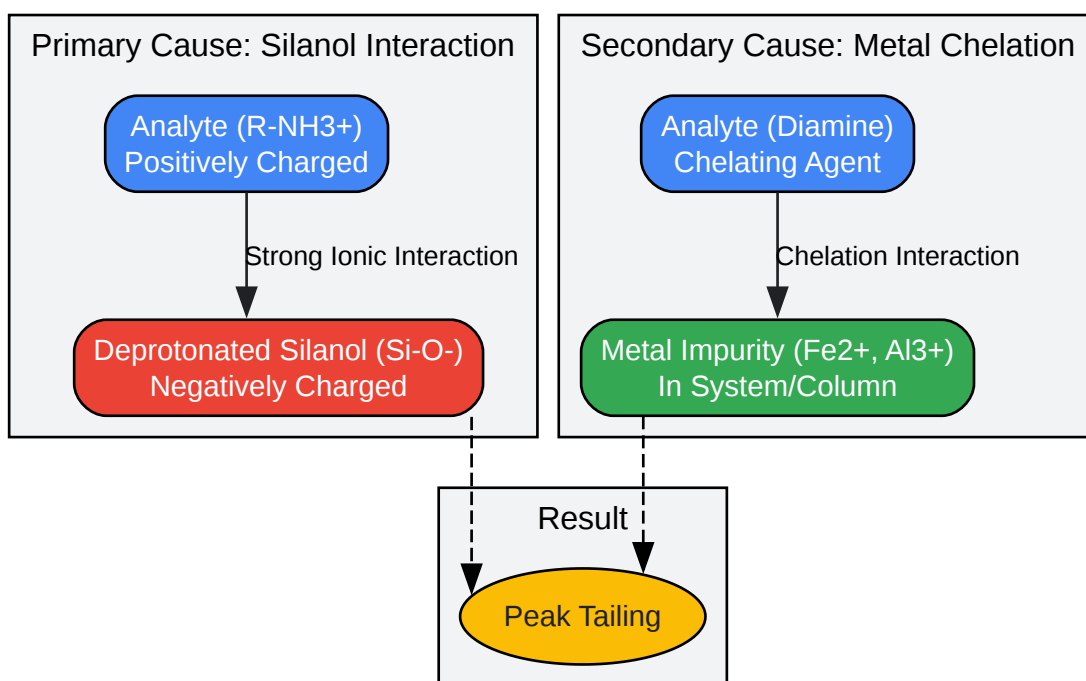 Primary Cause: Silanol Interaction
Analyte (R-NH3+)
Positively Charged
Strong Ionic Interaction
Deprotonated Silanol (Si-O-)
Negatively Charged
Secondary Cause: Metal Chelation
Analyte (Diamine)
Chelating Agent
Chelation Interaction
Metal Impurity (Fe2+, Al3+)
In System/Column
Result
Peak Tailing